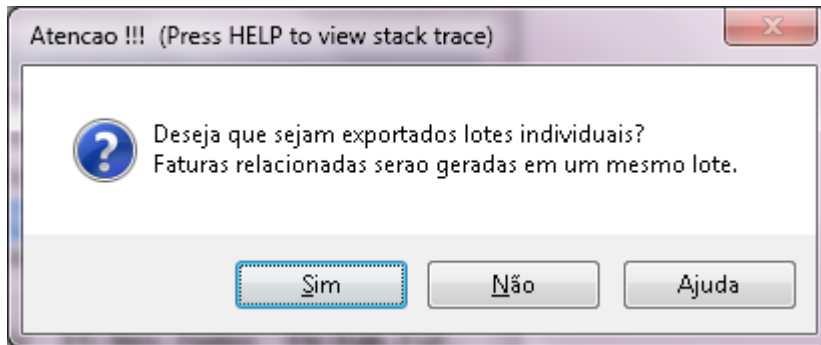 Atencao !!! (Press HELP to view stack trace)
Deseja que sejam exportados lotes individuais?
Faturas relacionadas serao geradas em um mesmo lote.
Sim
Não
Ajuda